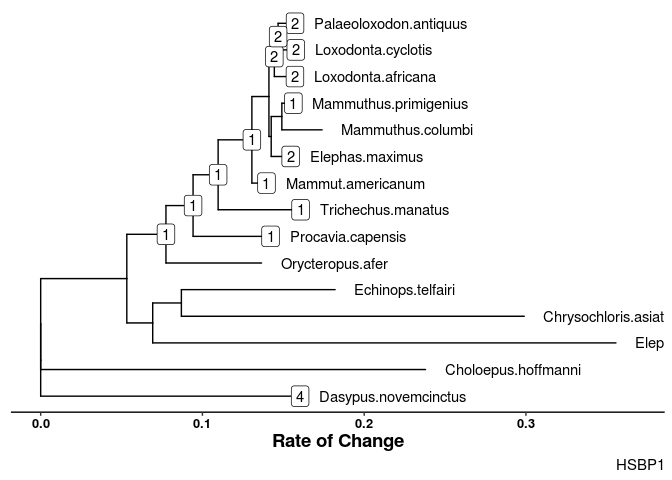 2 Palaeoloxodon.antiquus
2
2 Loxodonta.cyclotis
2
2 Loxodonta.africana
1 Mammuthus.primigenius
Mammuthus.columbi
1
2 Elephas.maximus
1
1 Mammut.americanum
1
1 Trichechus.manatus
1
1 Procavia.capensis
Orycteropus.afer
Echinops.telfairi
Chrysochloris.asiat
Elep
Choloepus.hoffmanni
4 Dasypus.novemcinctus
0.0 0.1 0.2 0.3
Rate of Change
HSBP1